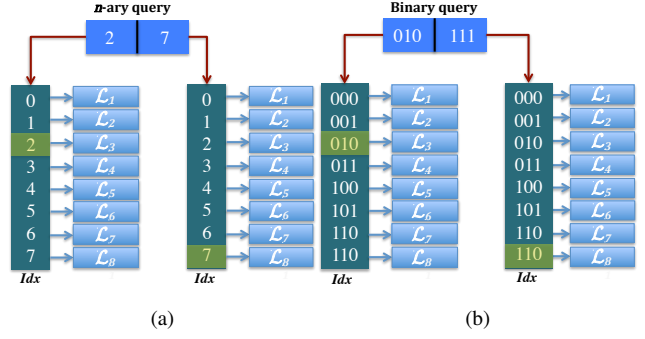 n-ary query
2 7
0 ℒ1
1 ℒ2
2 ℒ3
3 ℒ4
4 ℒ5
5 ℒ6
6 ℒ7
7 ℒ8
Idx
0 ℒ1
1 ℒ2
2 ℒ3
3 ℒ4
4 ℒ5
5 ℒ6
6 ℒ7
7 ℒ8
Idx
(a)
Binary query
010 111
000 ℒ1
001 ℒ2
010 ℒ3
011 ℒ4
100 ℒ5
101 ℒ6
110 ℒ7
110 ℒ8
Idx
000 ℒ1
001 ℒ2
010 ℒ3
011 ℒ4
100 ℒ5
101 ℒ6
110 ℒ7
110 ℒ8
Idx
(b)